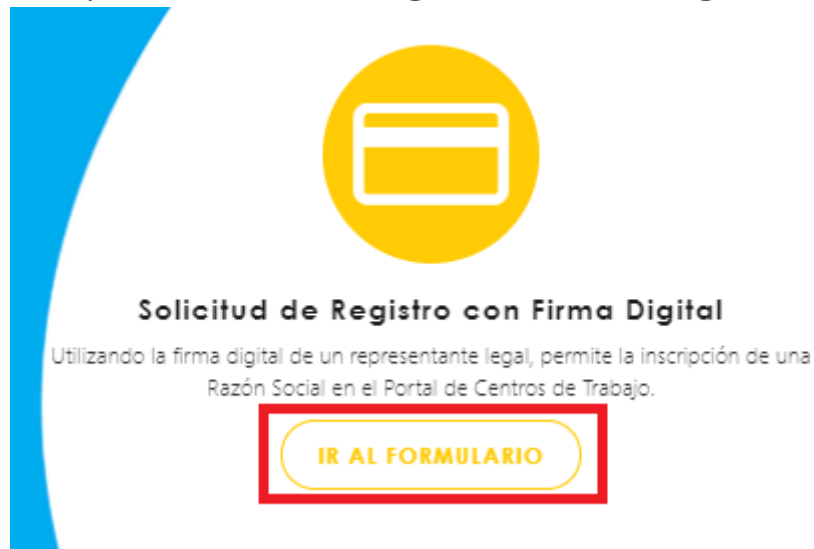 Solicitud de Registro con Firma Digital
Utilizando la firma digital de un representante legal, permite la inscripción de una
Razón Social en el Portal de Centros de Trabajo.
IR AL FORMULARIO